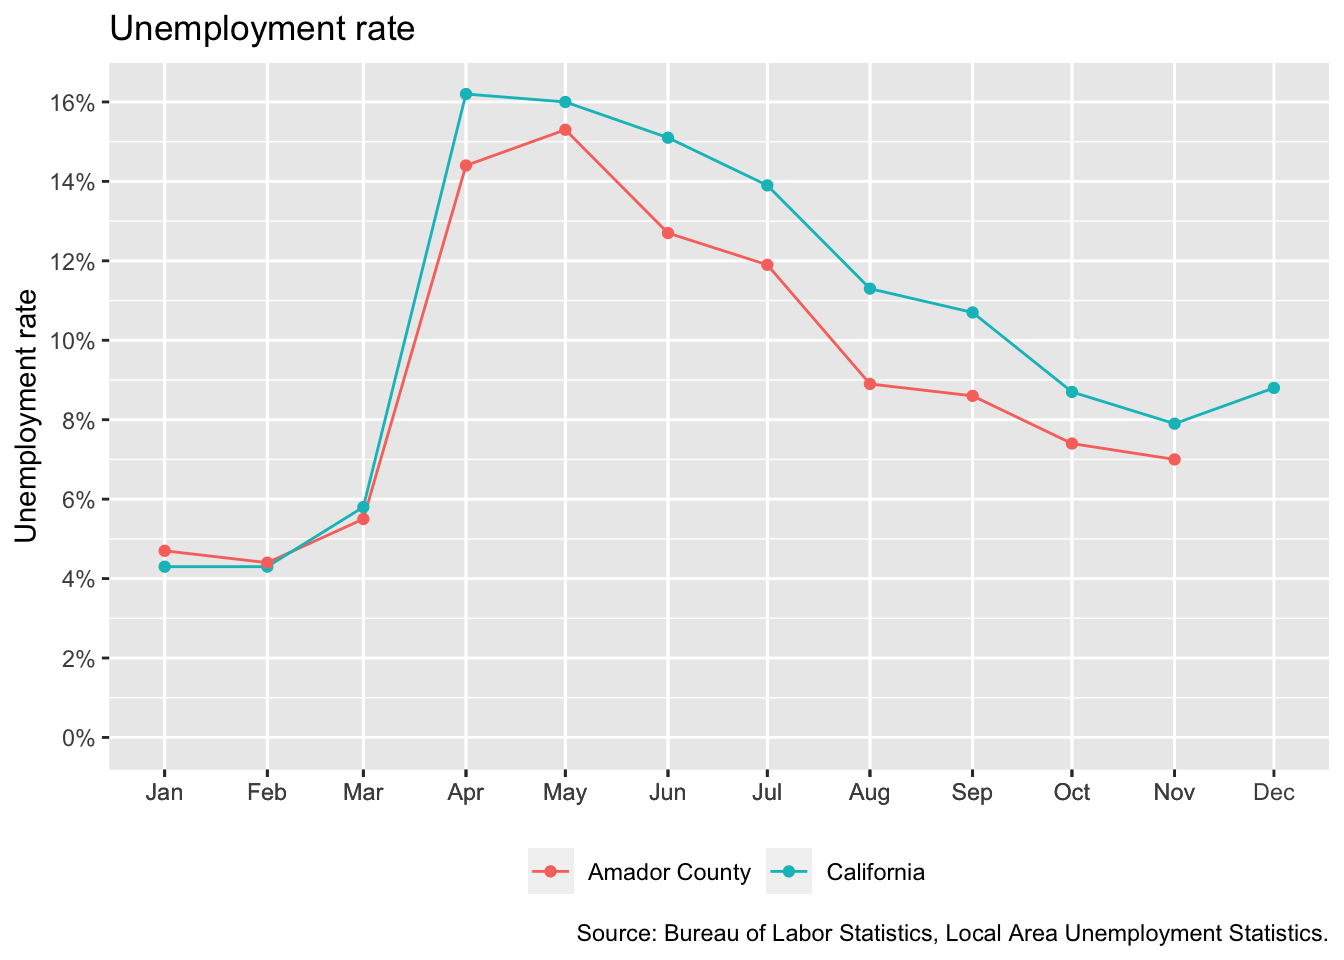 Unemployment rate
Unemployment rate
16%
14%
12%
10%
8%
6%
4%
2%
0%
Jan Feb Mar Apr May Jun Jul Aug Sep Oct Nov Dec
Amador County California
Source: Bureau of Labor Statistics, Local Area Unemployment Statistics.